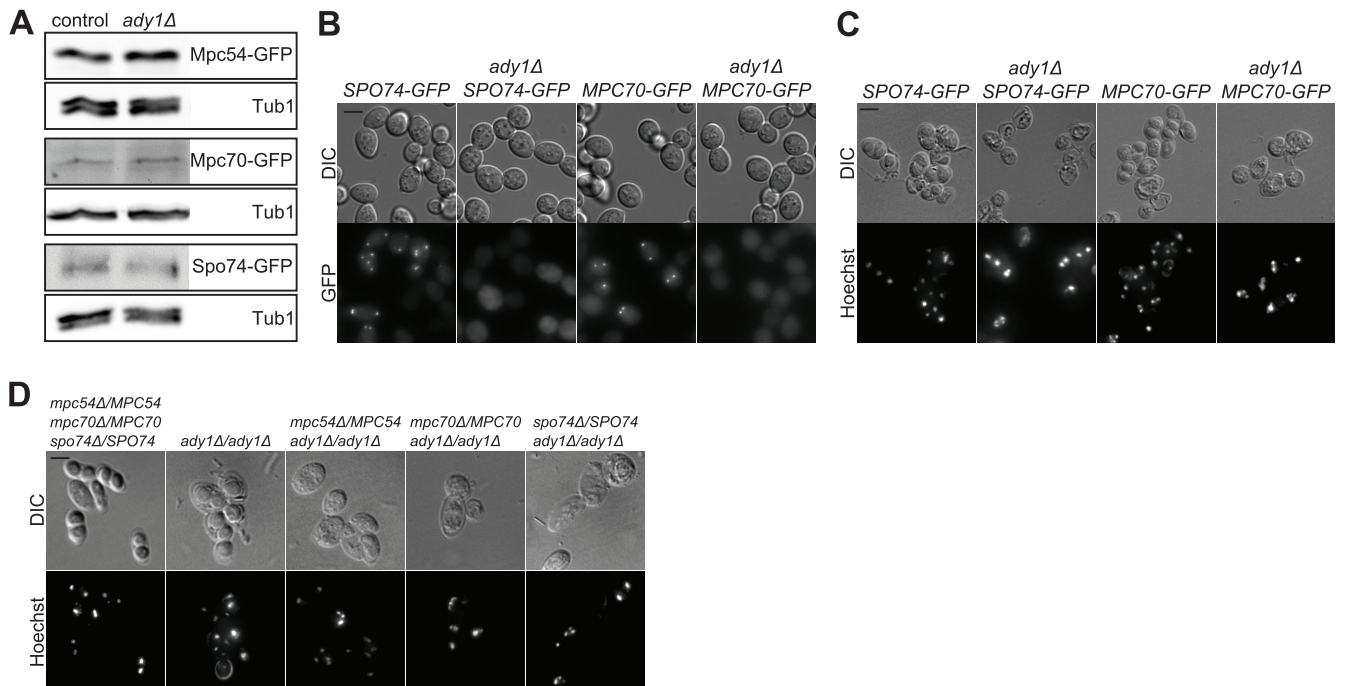 A
control ady1Δ
Mpc54-GFP
Tub1
Mpc70-GFP
Tub1
Spo74-GFP
Tub1
B
ady1Δ ady1Δ
SPO74-GFP SPO74-GFP MPC70-GFP MPC70-GFP
DIC
GFP
C
ady1Δ ady1Δ
SPO74-GFP SPO74-GFP MPC70-GFP MPC70-GFP
DIC
Hoechst
D
mpc54Δ/MPC54
mpc70Δ/MPC70 mpc54Δ/MPC54 mpc70Δ/MPC70 spo74Δ/SPO74
spo74Δ/SPO74 ady1Δ/ady1Δ ady1Δ/ady1Δ ady1Δ/ady1Δ ady1Δ/ady1Δ
DIC
Hoechst